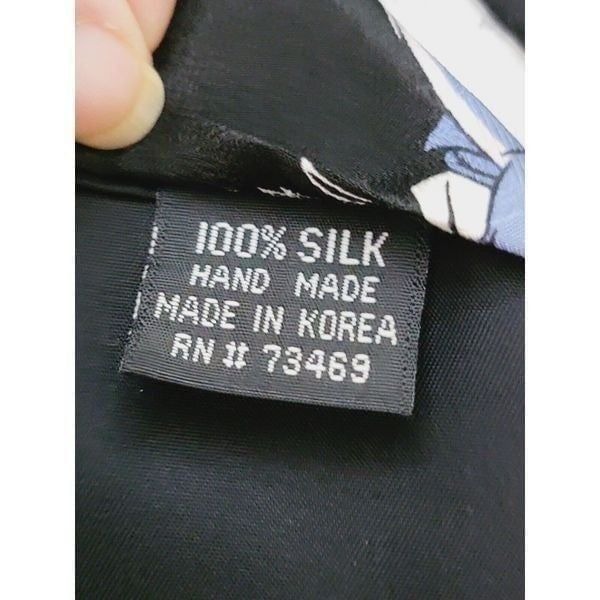 100% SILK
HAND MADE
MADE IN KOREA
RN # 73469